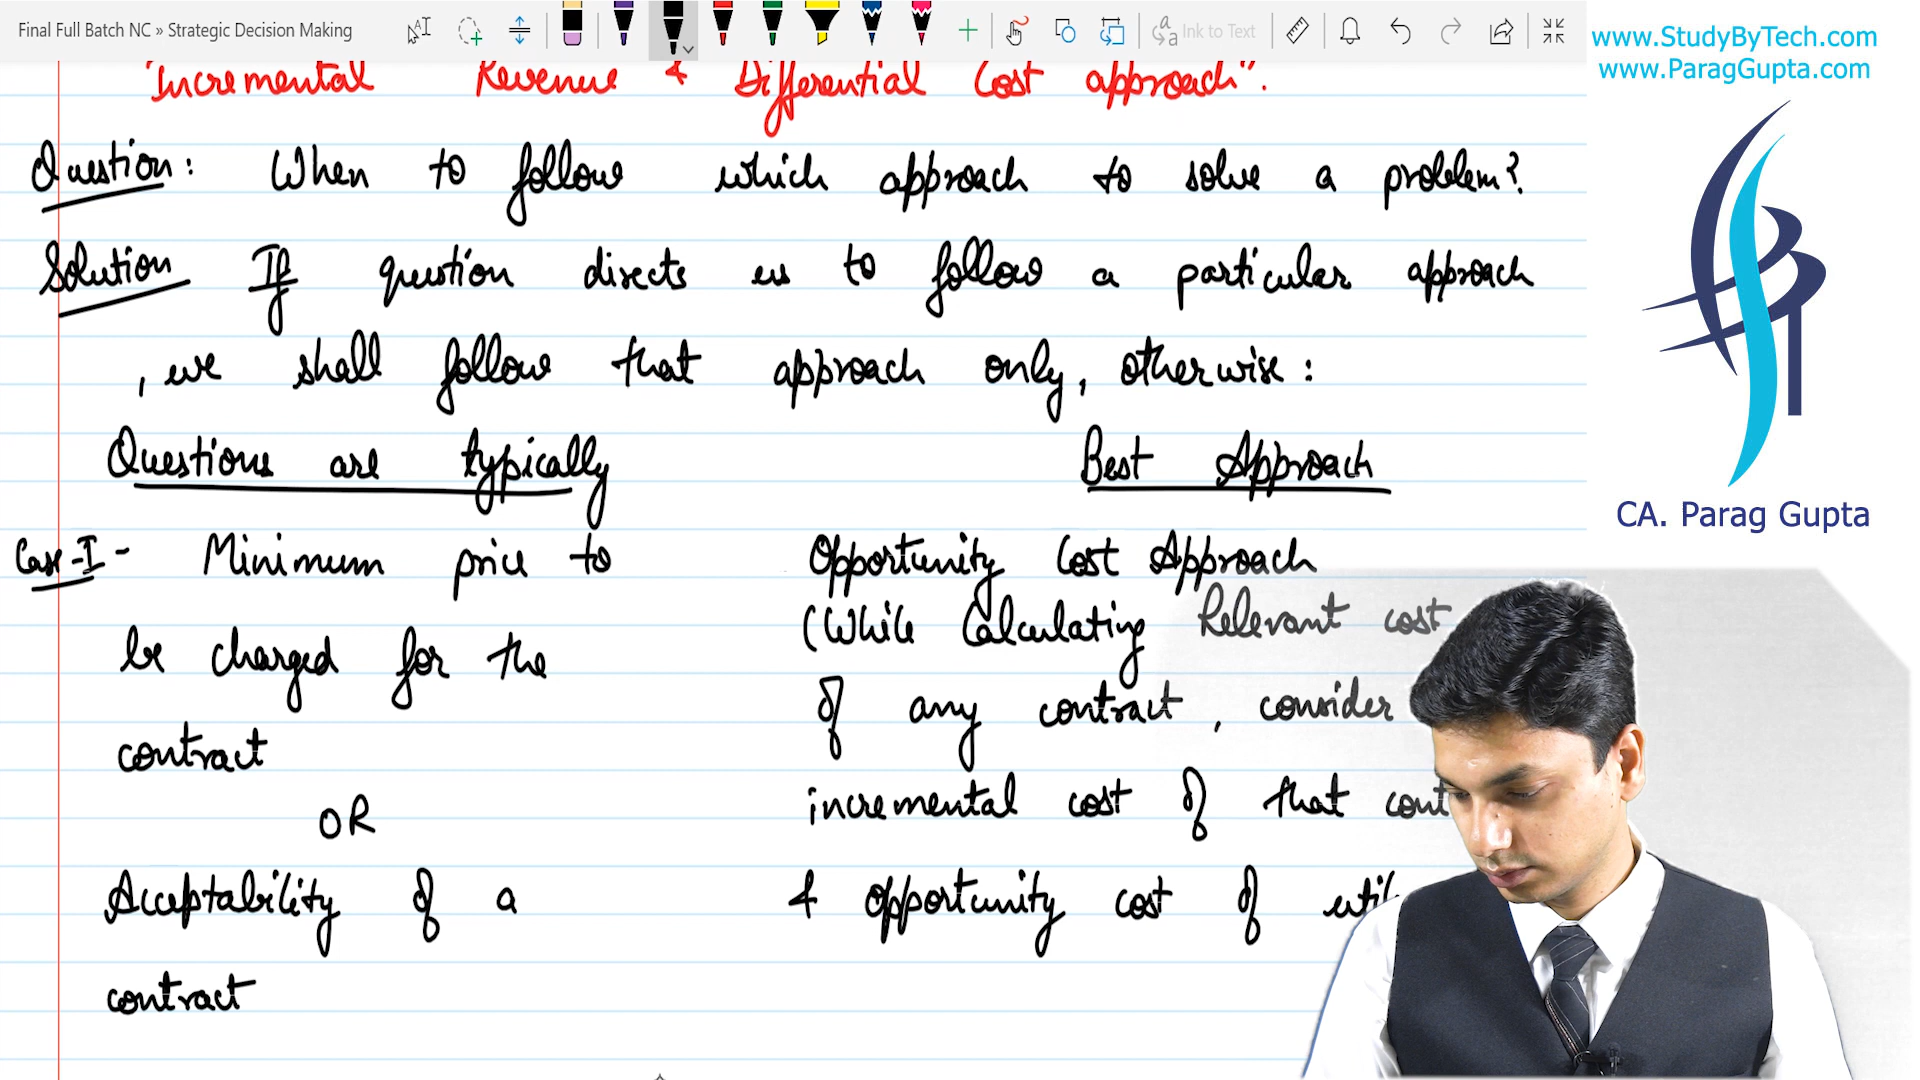 Final Full Batch NC » Strategic Decision Making
Ink to Text
www.StudyByTech.com
www.ParagGupta.com
"Incremental Revenue & Differential Cost approach".
Question: When to follow which approach to solve a problem?
Solution If question directs us to follow a particular approach
, we shall follow that approach only, otherwise:
Questions are typically
Best Approach
CA. Parag Gupta
Case-I - Minimum price to
be charged for the
contract
OR
Acceptability of a
contract
Opportunity Cost Approach
(While Calculating Relevant cost
of any contract, consider
incremental cost of that
& opportunity cost of